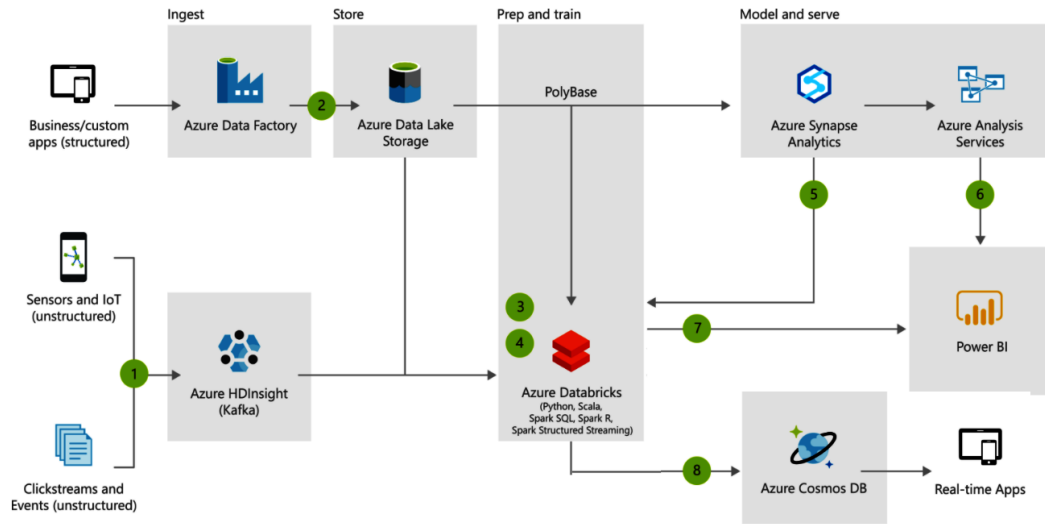 Ingest
Store
Prep and train
Model and serve
Business/custom
apps (structured)
Azure Data Factory
2
Azure Data Lake
Storage
PolyBase
Azure Synapse
Analytics
Azure Analysis
Services
5
6
Sensors and IoT
(unstructured)
1
Azure HDInsight
(Kafka)
3
4
Azure Databricks
(Python, Scala,
Spark SQL, Spark R,
Spark Structured Streaming)
7
Power BI
Clickstreams and
Events (unstructured)
8
Azure Cosmos DB
Real-time Apps